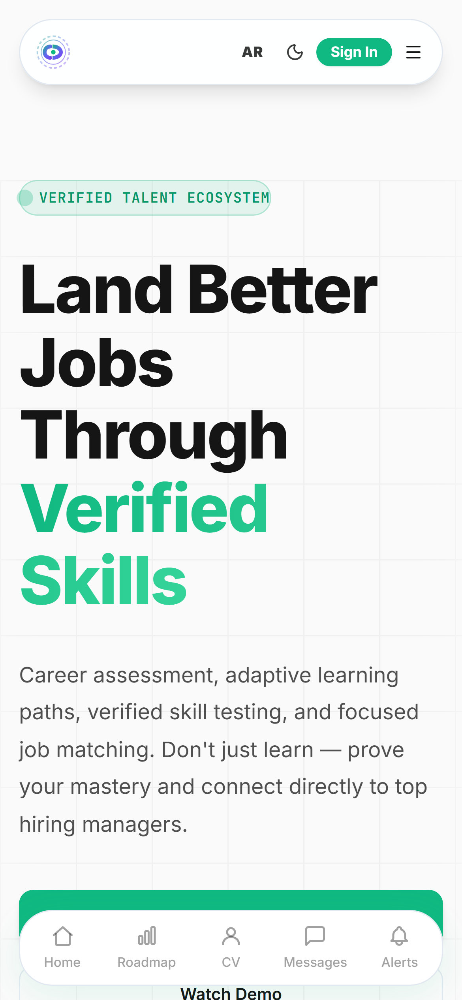 AR
Sign In
VERIFIED TALENT ECOSYSTEM
Land Better
Jobs
Through
Verified
Skills
Career assessment, adaptive learning
paths, verified skill testing, and focused
job matching. Don't just learn — prove
your mastery and connect directly to top
hiring managers.
Home
Roadmap
CV
Messages
Alerts
Watch Demo